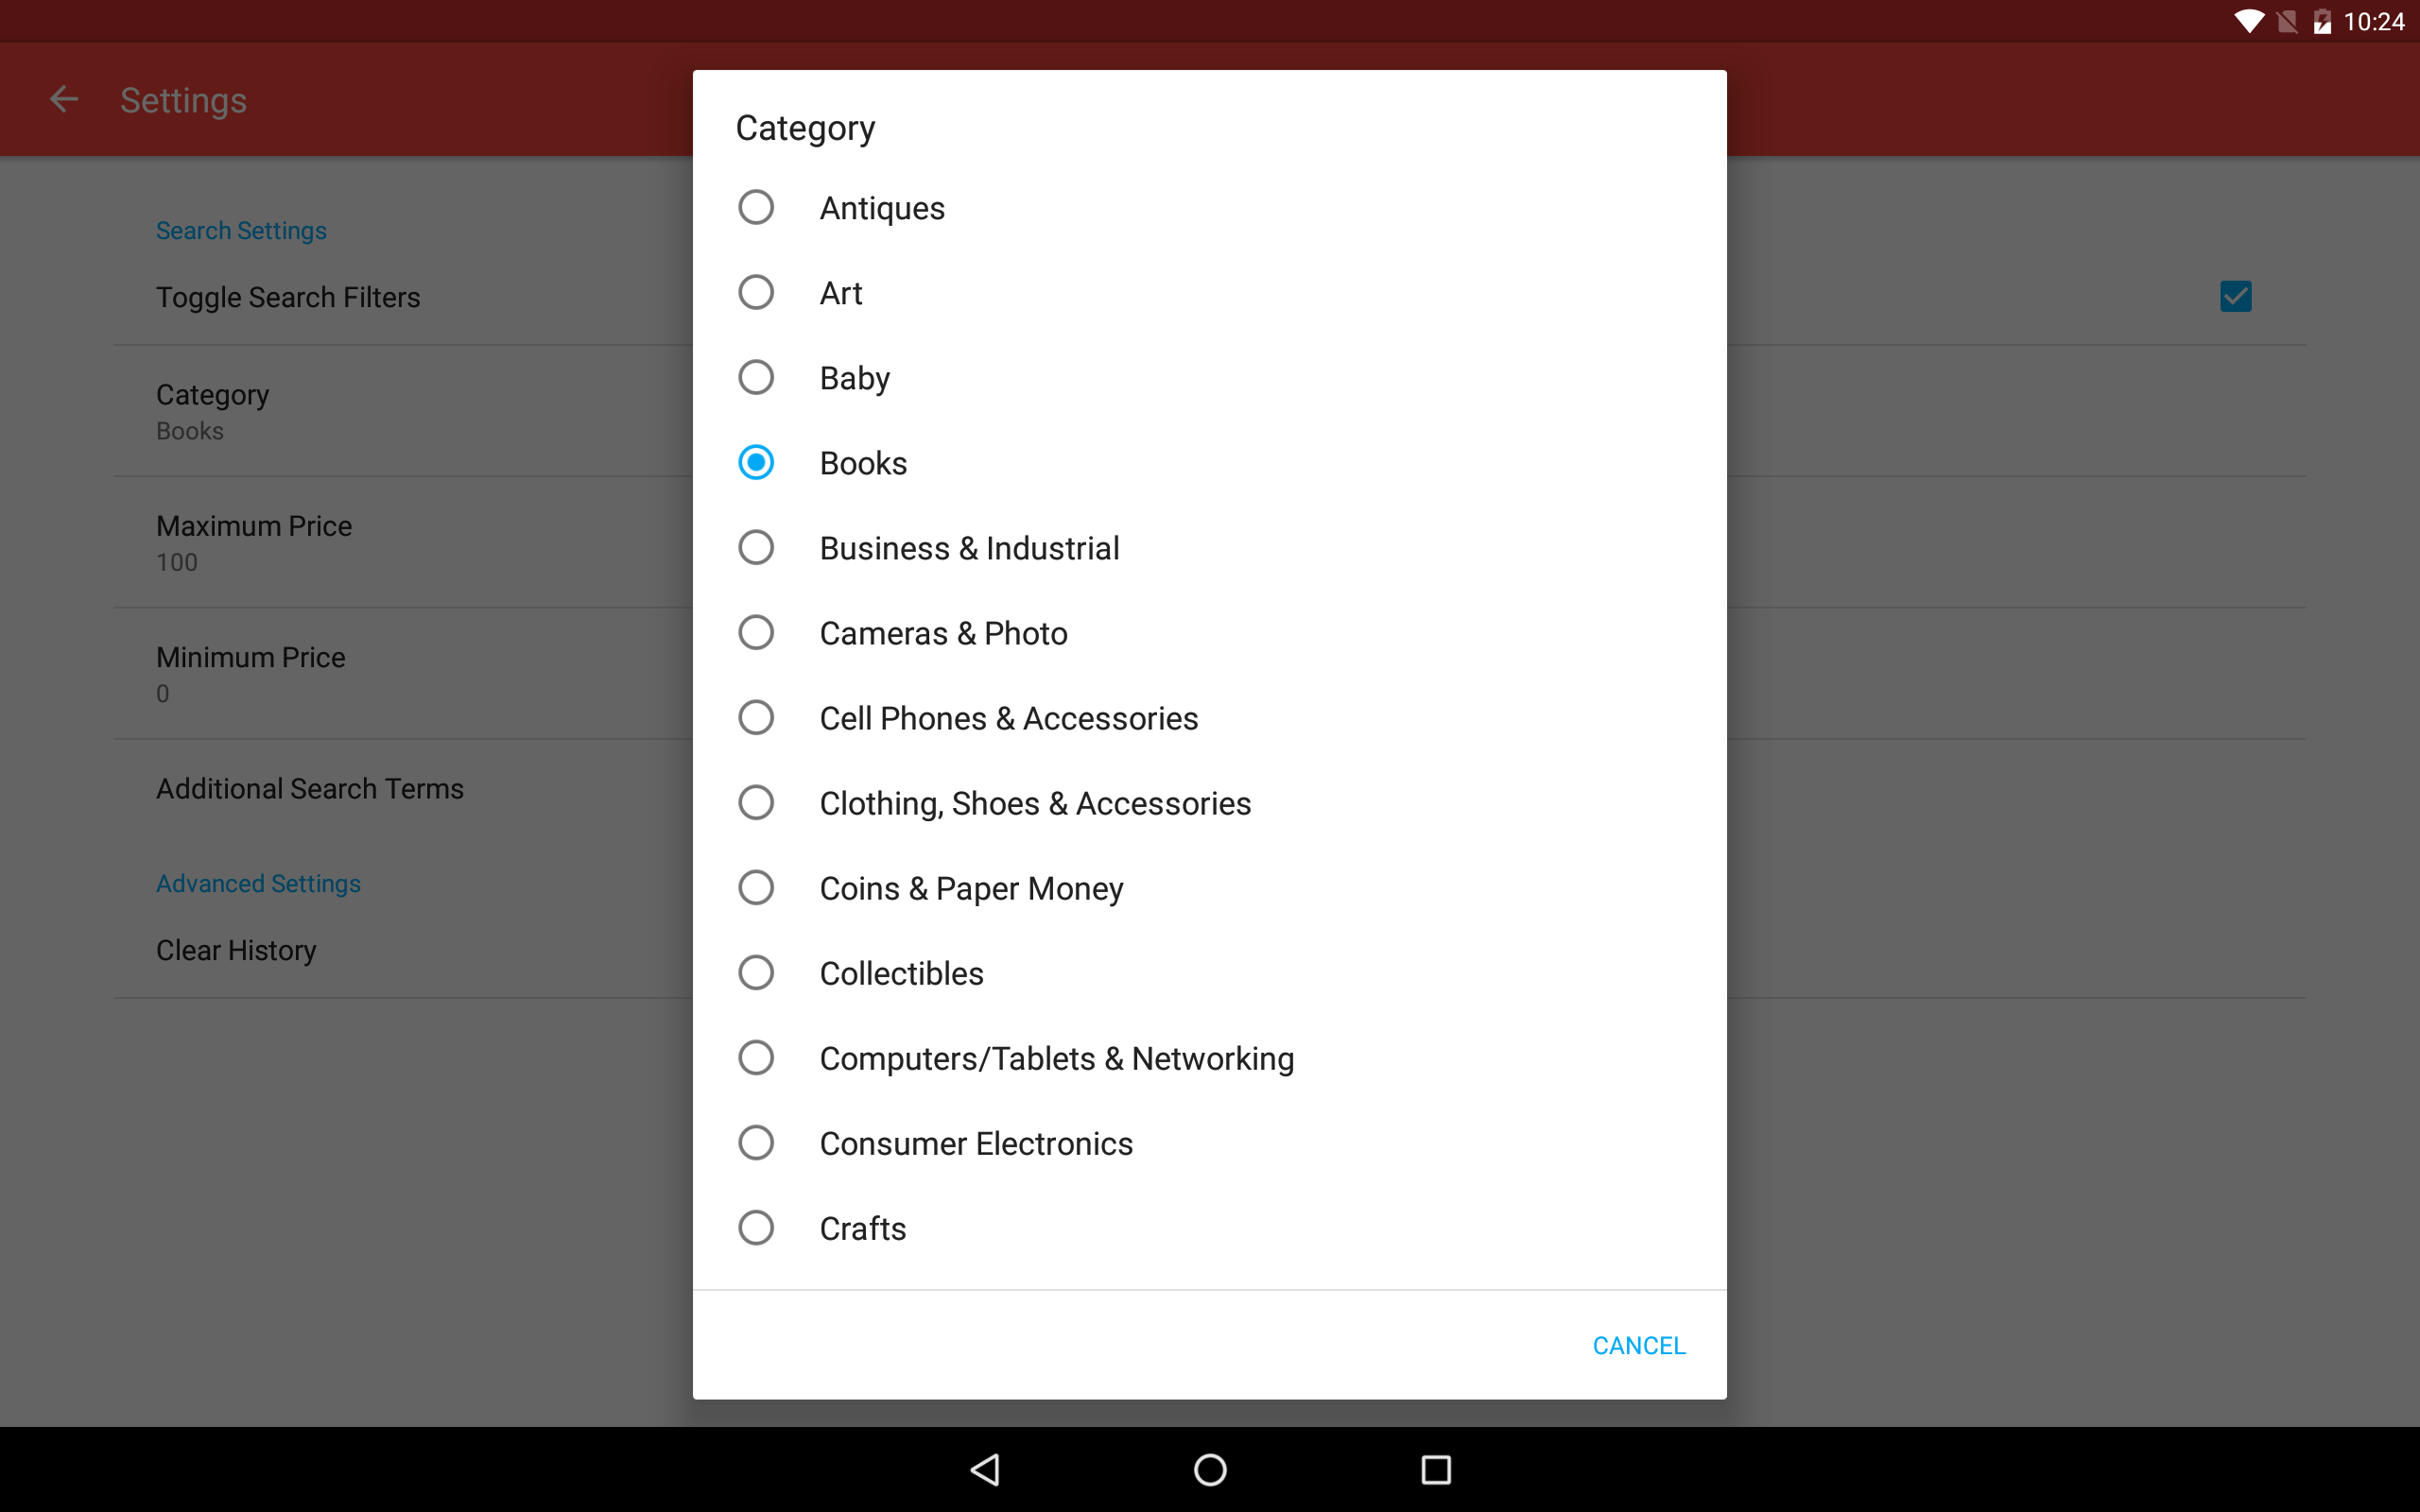 10:24
Settings
Search Settings
Toggle Search Filters
Category
Books
Maximum Price
100
Minimum Price
0
Additional Search Terms
Advanced Settings
Clear History
Category
Antiques
Art
Baby
Books
Business & Industrial
Cameras & Photo
Cell Phones & Accessories
Clothing, Shoes & Accessories
Coins & Paper Money
Collectibles
Computers/Tablets & Networking
Consumer Electronics
Crafts
CANCEL